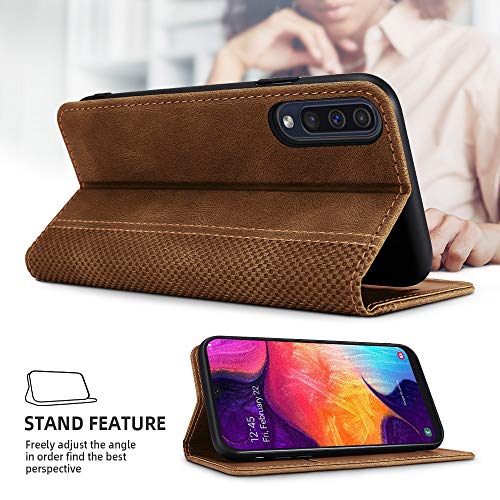 STAND FEATURE
Freely adjust the angle
in order find the best
perspective
12:45
Fri, February 22